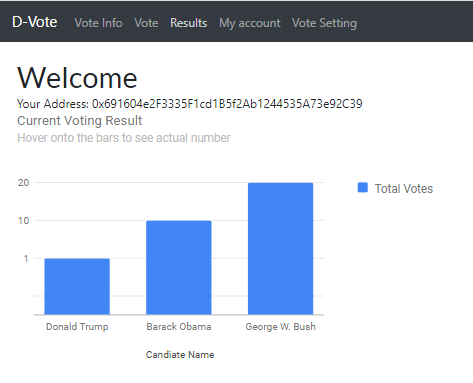 D-Vote Vote Info Vote Results My account Vote Setting
Welcome
Your Address: 0x691604e2F3335F1cd1B5f2Ab1244535A73e92C39
Current Voting Result
Hover onto the bars to see actual number
20
10
1
Total Votes
Donald Trump Barack Obama George W. Bush
Candiate Name